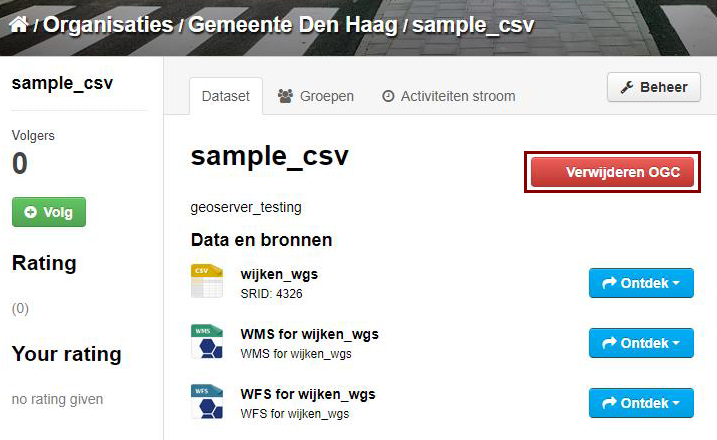 / Organisaties / Gemeente Den Haag / sample_csv
sample_csv
Volgers
0
Volg
Rating
(0)
Your rating
no rating given
Dataset
Groepen
Activiteiten stroom
Beheer
sample_csv
Verwijderen OGC
geoserver_testing
Data en bronnen
CSV
wijken_wgs
SRID: 4326
Ontdek
WMS
WMS for wijken_wgs
WMS for wijken_wgs
Ontdek
WFS
WFS for wijken_wgs
WFS for wijken_wgs
Ontdek